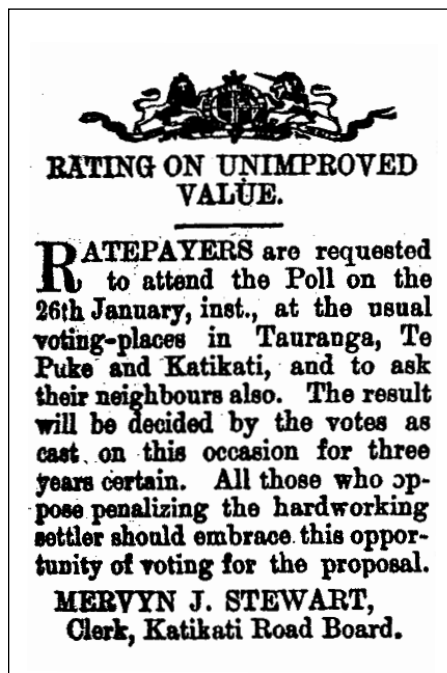 RATING ON UNIMPROVED
VALUE.
RATEPAYERS are requested
to attend the Poll on the
26th January, inst., at the usual
voting-places in Tauranga, Te
Puke and Katikati, and to ask
their neighbours also. The result
will be decided by the votes as
cast on this occasion for three
years certain. All those who op-
pose penalizing the hardworking
settler should embrace this oppor-
tunity of voting for the proposal.
MERVYN J. STEWART,
Clerk, Katikati Road Board.